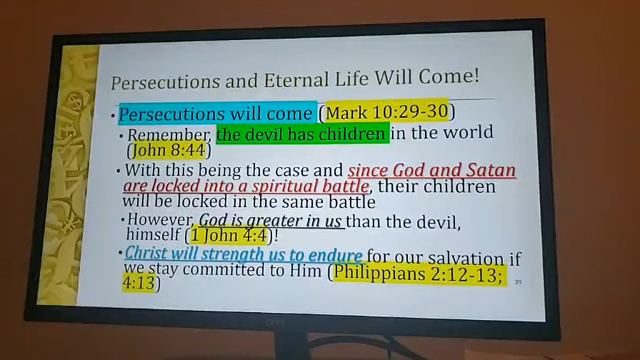 Persecutions and Eternal Life Will Come!
• Persecutions will come (Mark 10:29-30)
• Remember, the devil has children in the world
(John 8:44)
• With this being the case and since God and Satan
are locked into a spiritual battle, their children
will be locked in the same battle
• However, God is greater in us than the devil,
himself (1 John 4:4)!
• Christ will strength us to endure for our salvation if
we stay committed to Him (Philippians 2:12-13;
4:13)